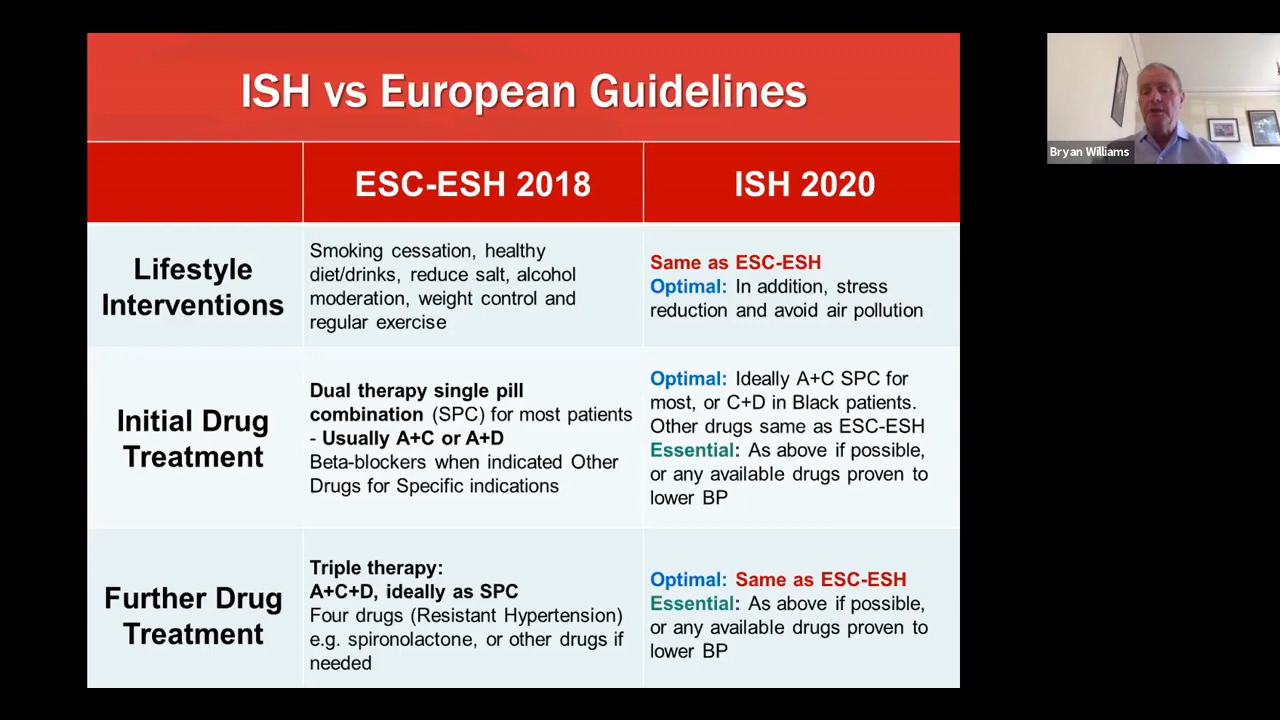 ISH vs European Guidelines
Bryan Williams
ESC-ESH 2018
ISH 2020
Lifestyle
Interventions
Smoking cessation, healthy
diet/drinks, reduce salt, alcohol
moderation, weight control and
regular exercise
Same as ESC-ESH
Optimal: In addition, stress
reduction and avoid air pollution
Initial Drug
Treatment
Dual therapy single pill
combination (SPC) for most patients
- Usually A+C or A+D
Beta-blockers when indicated Other
Drugs for Specific indications
Optimal: Ideally A+C SPC for
most, or C+D in Black patients.
Other drugs same as ESC-ESH
Essential: As above if possible,
or any available drugs proven to
lower BP
Further Drug
Treatment
Triple therapy:
A+C+D, ideally as SPC
Four drugs (Resistant Hypertension)
e.g. spironolactone, or other drugs if
needed
Optimal: Same as ESC-ESH
Essential: As above if possible,
or any available drugs proven to
lower BP